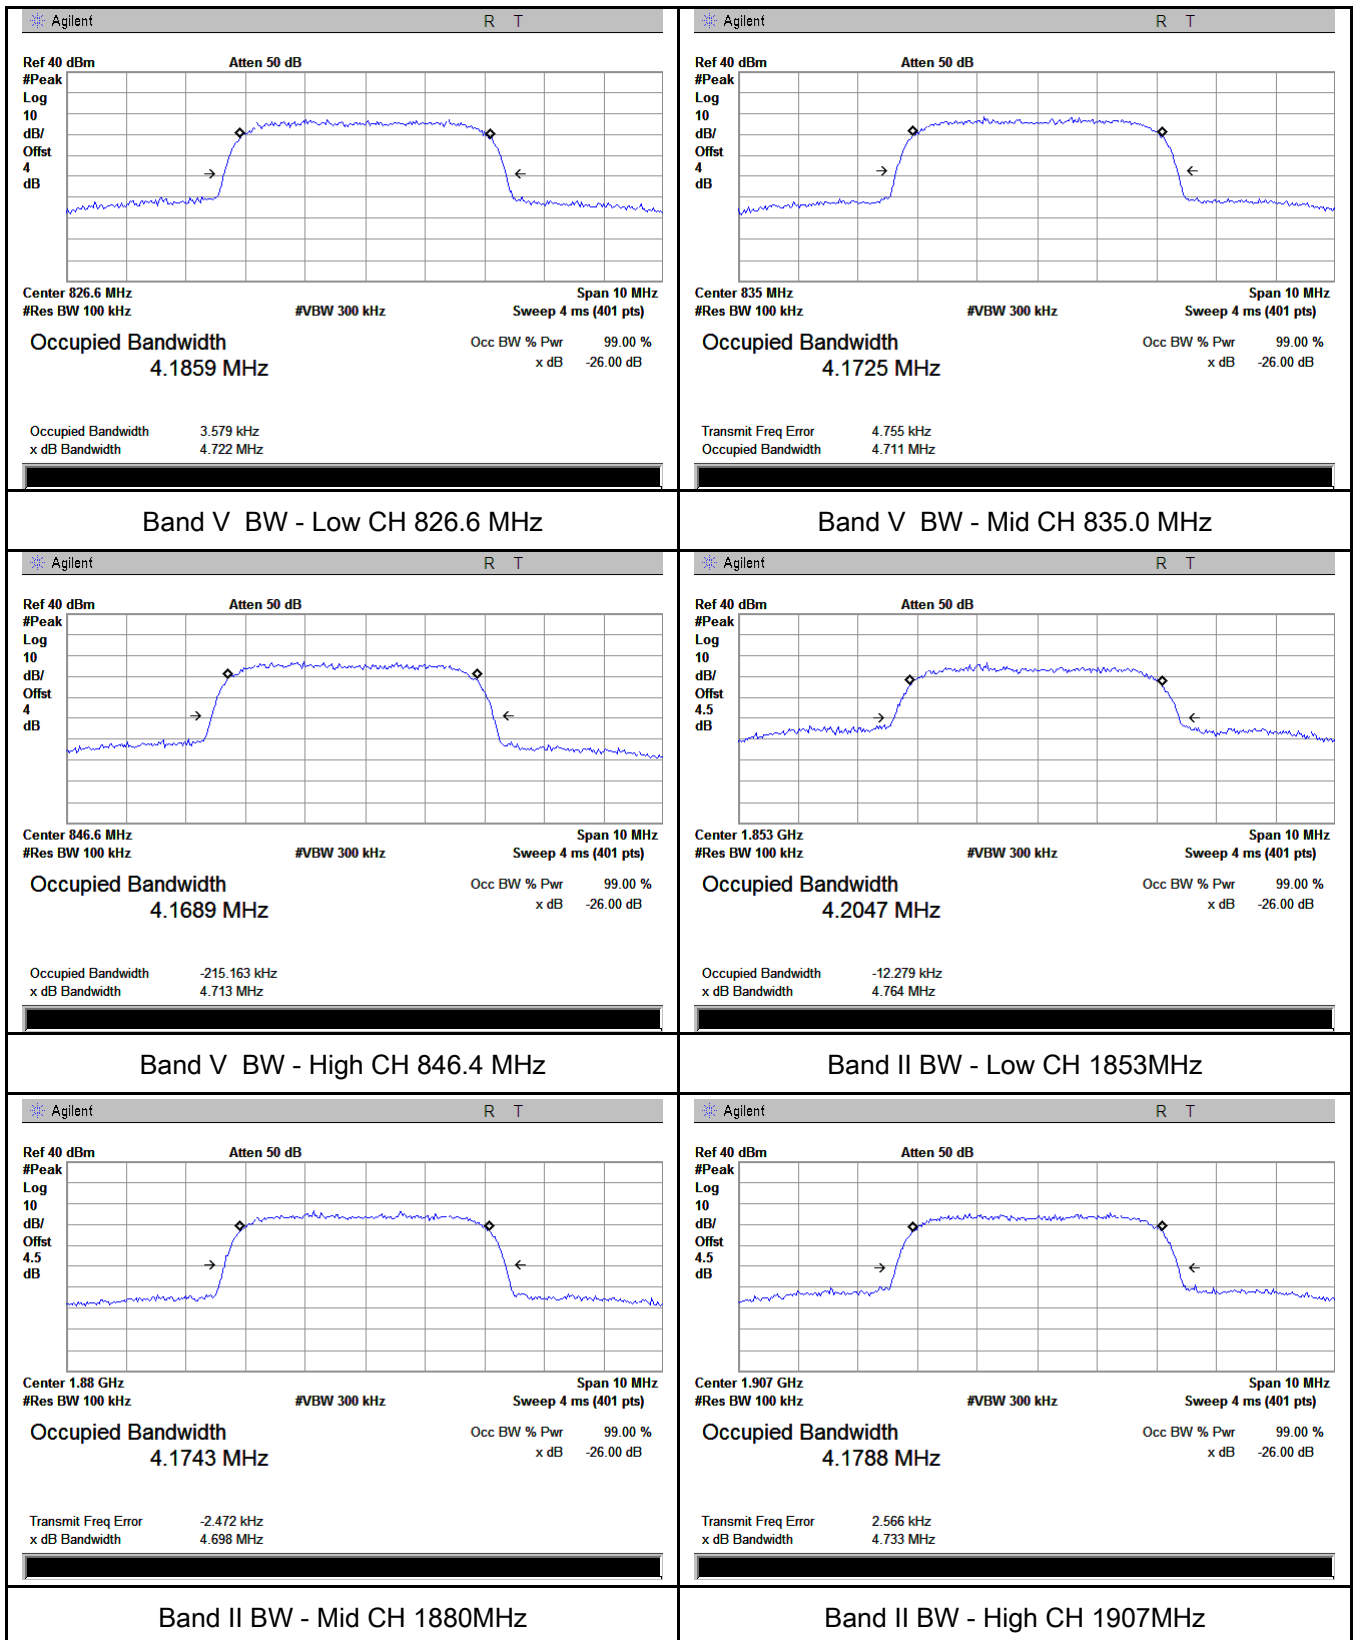 Agilent R T
Ref 40 dBm Atten 50 dB
#Peak
Log
10
dB/
Offst
4
dB
Center 826.6 MHz Span 10 MHz
#Res BW 100 kHz #VBW 300 kHz Sweep 4 ms (401 pts)
Occupied Bandwidth Occ BW % Pwr 99.00 %
4.1859 MHz x dB -26.00 dB
Occupied Bandwidth 3.579 kHz
x dB Bandwidth 4.722 MHz
Band V BW - Low CH 826.6 MHz
Agilent R T
Ref 40 dBm Atten 50 dB
#Peak
Log
10
dB/
Offst
4
dB
Center 835 MHz Span 10 MHz
#Res BW 100 kHz #VBW 300 kHz Sweep 4 ms (401 pts)
Occupied Bandwidth Occ BW % Pwr 99.00 %
4.1725 MHz x dB -26.00 dB
Transmit Freq Error 4.755 kHz
Occupied Bandwidth 4.711 MHz
Band V BW - Mid CH 835.0 MHz
Agilent R T
Ref 40 dBm Atten 50 dB
#Peak
Log
10
dB/
Offst
4
dB
Center 846.6 MHz Span 10 MHz
#Res BW 100 kHz #VBW 300 kHz Sweep 4 ms (401 pts)
Occupied Bandwidth Occ BW % Pwr 99.00 %
4.1689 MHz x dB -26.00 dB
Occupied Bandwidth -215.163 kHz
x dB Bandwidth 4.713 MHz
Band V BW - High CH 846.4 MHz
Agilent R T
Ref 40 dBm Atten 50 dB
#Peak
Log
10
dB/
Offst
4.5
dB
Center 1.853 GHz Span 10 MHz
#Res BW 100 kHz #VBW 300 kHz Sweep 4 ms (401 pts)
Occupied Bandwidth Occ BW % Pwr 99.00 %
4.2047 MHz x dB -26.00 dB
Occupied Bandwidth -12.279 kHz
x dB Bandwidth 4.764 MHz
Band II BW - Low CH 1853MHz
Agilent R T
Ref 40 dBm Atten 50 dB
#Peak
Log
10
dB/
Offst
4.5
dB
Center 1.88 GHz Span 10 MHz
#Res BW 100 kHz #VBW 300 kHz Sweep 4 ms (401 pts)
Occupied Bandwidth Occ BW % Pwr 99.00 %
4.1743 MHz x dB -26.00 dB
Transmit Freq Error -2.472 kHz
x dB Bandwidth 4.698 MHz
Band II BW - Mid CH 1880MHz
Agilent R T
Ref 40 dBm Atten 50 dB
#Peak
Log
10
dB/
Offst
4.5
dB
Center 1.907 GHz Span 10 MHz
#Res BW 100 kHz #VBW 300 kHz Sweep 4 ms (401 pts)
Occupied Bandwidth Occ BW % Pwr 99.00 %
4.1788 MHz x dB -26.00 dB
Transmit Freq Error 2.566 kHz
x dB Bandwidth 4.733 MHz
Band II BW - High CH 1907MHz